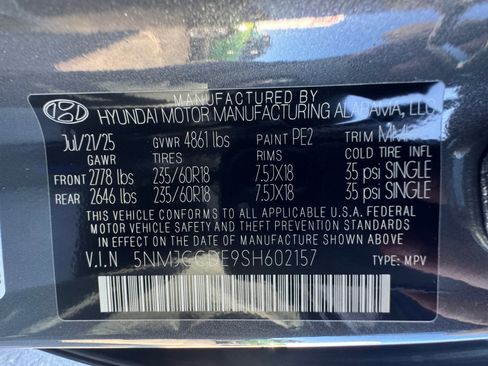 MANUFACTURED BY
HYUNDAI MOTOR MANUFACTURING ALABAMA, LLC
Jul/21/25 GVWR 4861 lbs PAINT PE2 TRIM
GAWR TIRES RIMS COLD TIRE INFL
FRONT 2778 lbs 235/60R18 7.5JX18 35 psi SINGLE
REAR 2646 lbs 235/60R18 7.5JX18 35 psi SINGLE
THIS VEHICLE CONFORMS TO ALL APPLICABLE U.S.A. FEDERAL
MOTOR VEHICLE SAFETY AND THEFT PREVENTION STANDARDS
IN EFFECT ON THE DATE OF MANUFACTURE SHOWN ABOVE.
V.I.N TYPE: MPV